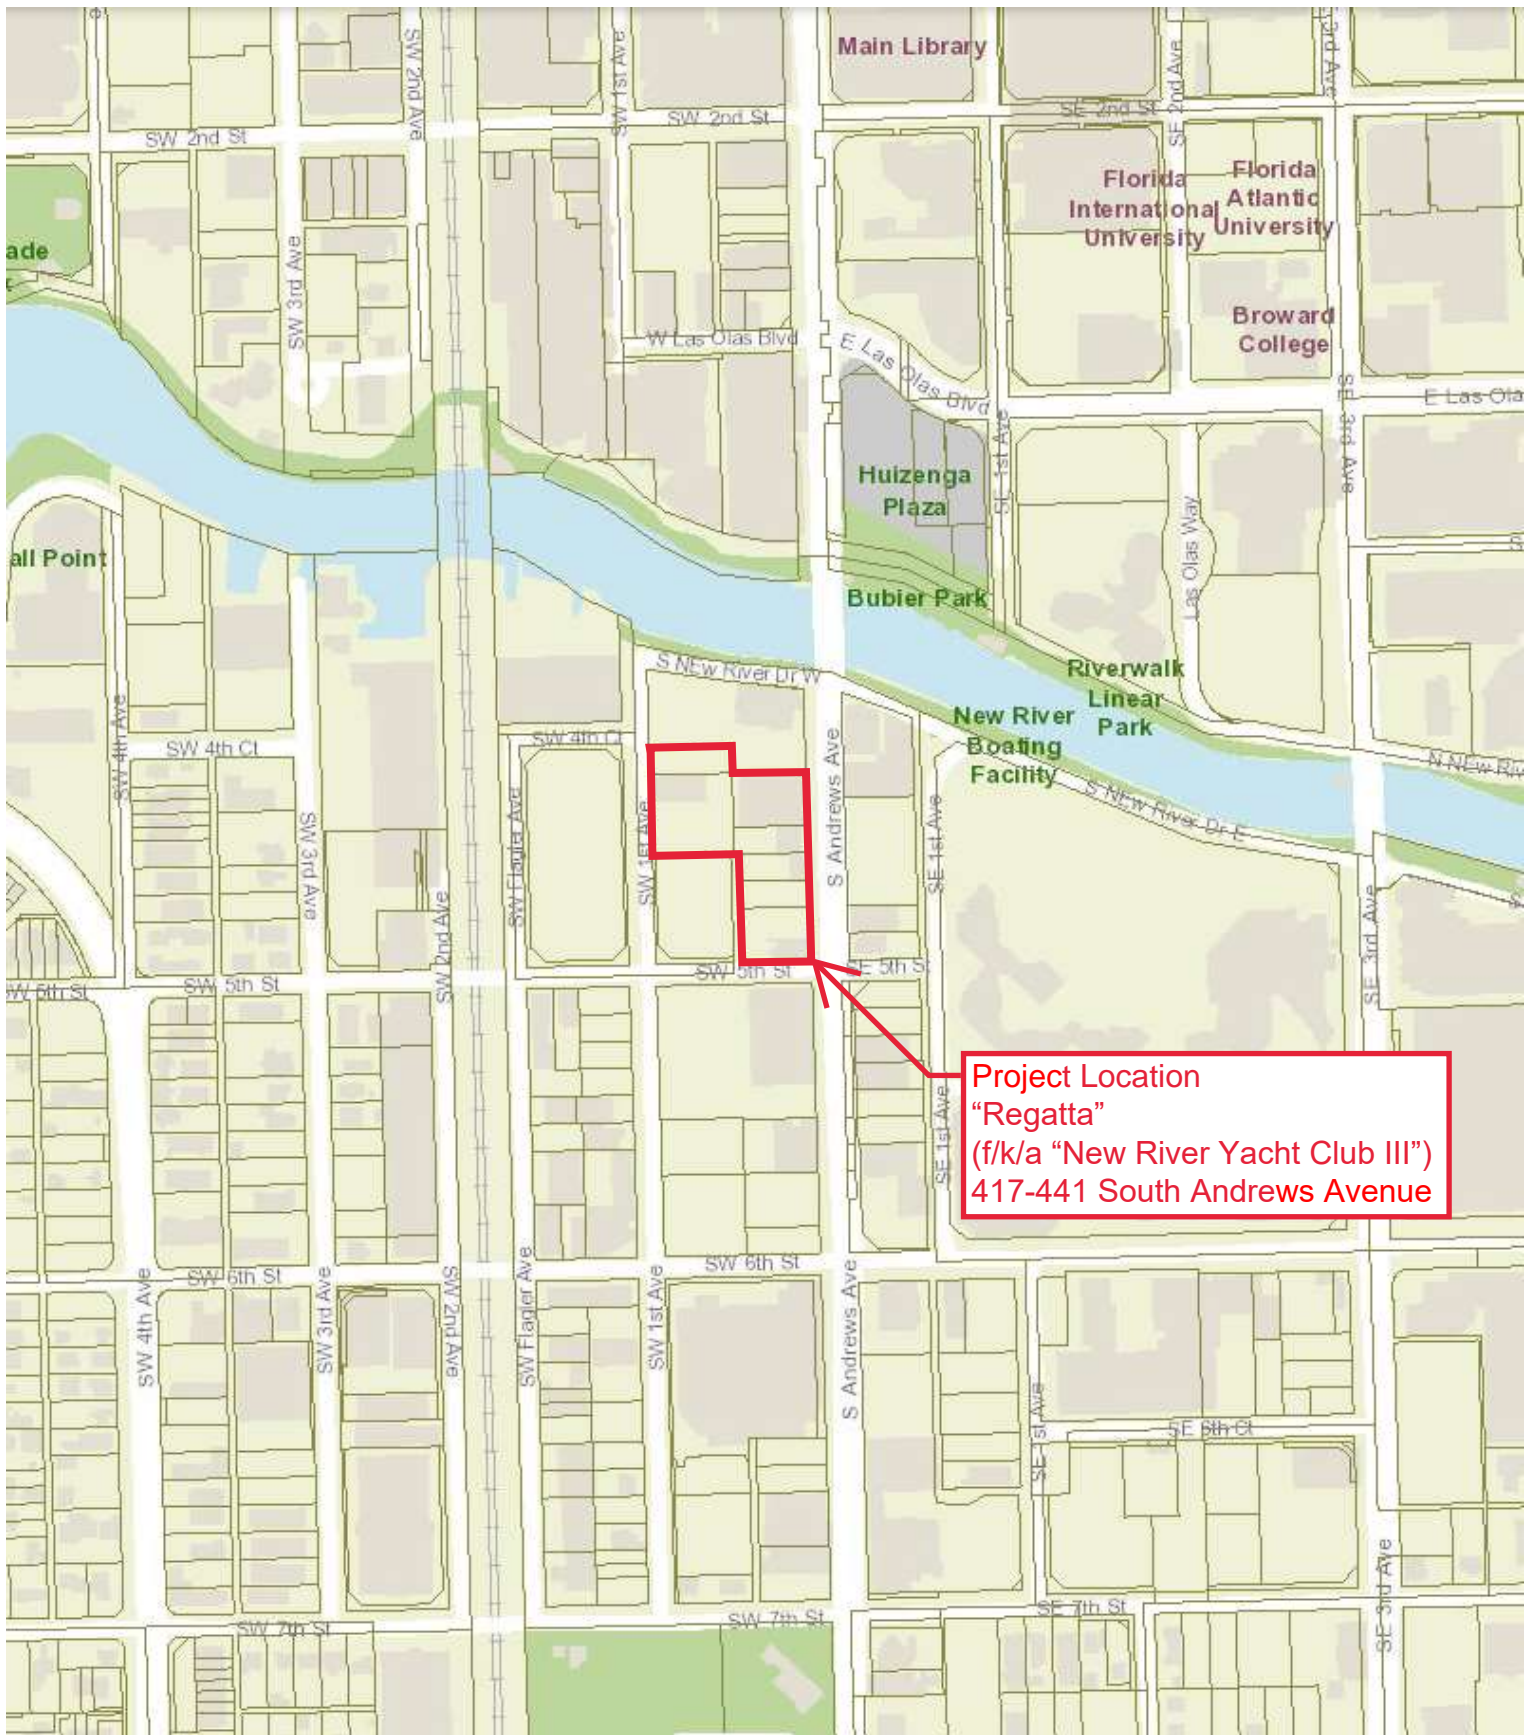 Main Library
SW 2nd Ave
SW 1st Ave
SE 2nd Ave
3rd Ave
SW 2nd St
SW 2nd St
SE 2nd St
Florida
International
University
Florida
Atlantic
University
ade
SW 3rd Ave
Broward
College
W Las Olas Blvd
E Las Olas Blvd
E Las Ola
SE 1st Ave
SE 3rd Ave
Huizenga
Plaza
Las Olas Way
all Point
Bubier Park
S NEw River Dr W
Riverwalk
Linear
Park
New River
Boating
Facility
N NEw Riv
S NEw River Dr E
SW 4th Ave
SW 4th Ct
SW 4th Ct
S Andrews Ave
SW 3rd Ave
SW Flagler Ave
SW 1st Ave
SE 1st Ave
SW 2nd Ave
SE 3rd Ave
SW 5th St
SW 5th St
SW 5th St
SE 5th S
Project Location
“Regatta”
(f/k/a “New River Yacht Club III”)
417-441 South Andrews Avenue
SE 1st Ave
SW 6th St
SW 6th St
SW 4th Ave
SW 3rd Ave
SW 2nd Ave
SW Flagler Ave
SW 1st Ave
S Andrews Ave
SE 1st Ave
SE 6th Ct
SE 3rd Ave
SW 7th St
SW 7th St
SE 7th St